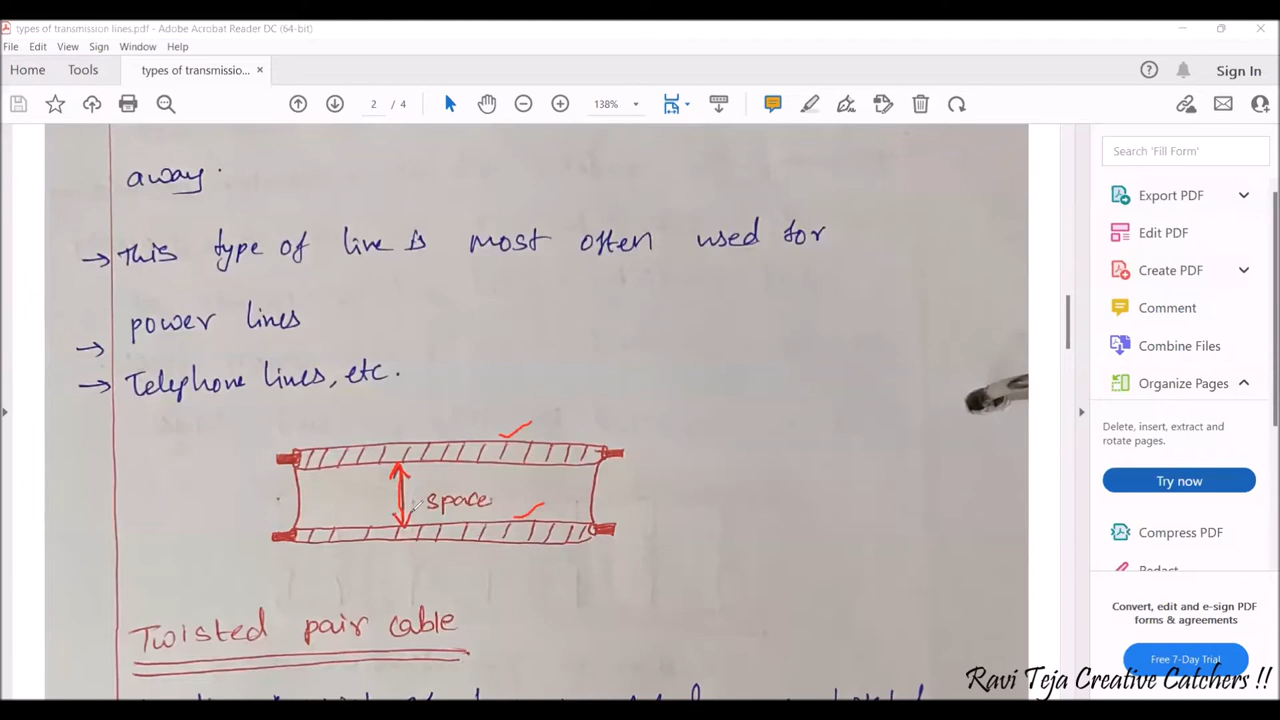 types of transmission lines.pdf - Adobe Acrobat Reader DC (64-bit)
File Edit View Sign Window Help
Home Tools types of transmissio... × Sign In
2 / 4 138%
away.
→ This type of line is most often used for
power lines
→
→ Telephone lines, etc.
space
Twisted pair cable
Search 'Fill Form'
Export PDF
Edit PDF
Create PDF
Comment
Combine Files
Organize Pages
Delete, insert, extract and
rotate pages.
Try now
Compress PDF
Redact
Convert, edit and e-sign PDF
forms & agreements
Free 7-Day Trial
Ravi Teja Creative Catchers !!